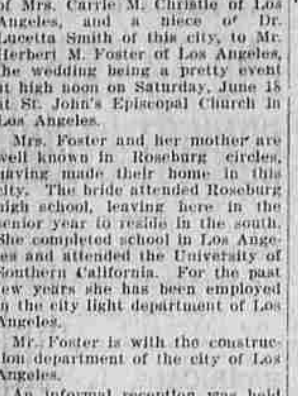 of Mrs. Carrie M. Christie of Los
Angeles, and a niece of Dr.
Lucetta Smith of this city, to Mr.
Herbert M. Foster of Los Angeles,
the wedding being a pretty event
at high noon on Saturday, June 18
at St. John's Episcopal Church in
Los Angeles.
Mrs. Foster and her mother are
well known in Roseburg circles,
having made their home in this
city. The bride attended Roseburg
high school, leaving here in the
senior year to reside in the south.
She completed school in Los Ange-
les and attended the University of
Southern California. For the past
few years she has been employed
in the city light department of Los
Angeles.
Mr. Foster is with the construc-
tion department of the city of Los
Angeles.
An informal reception was held